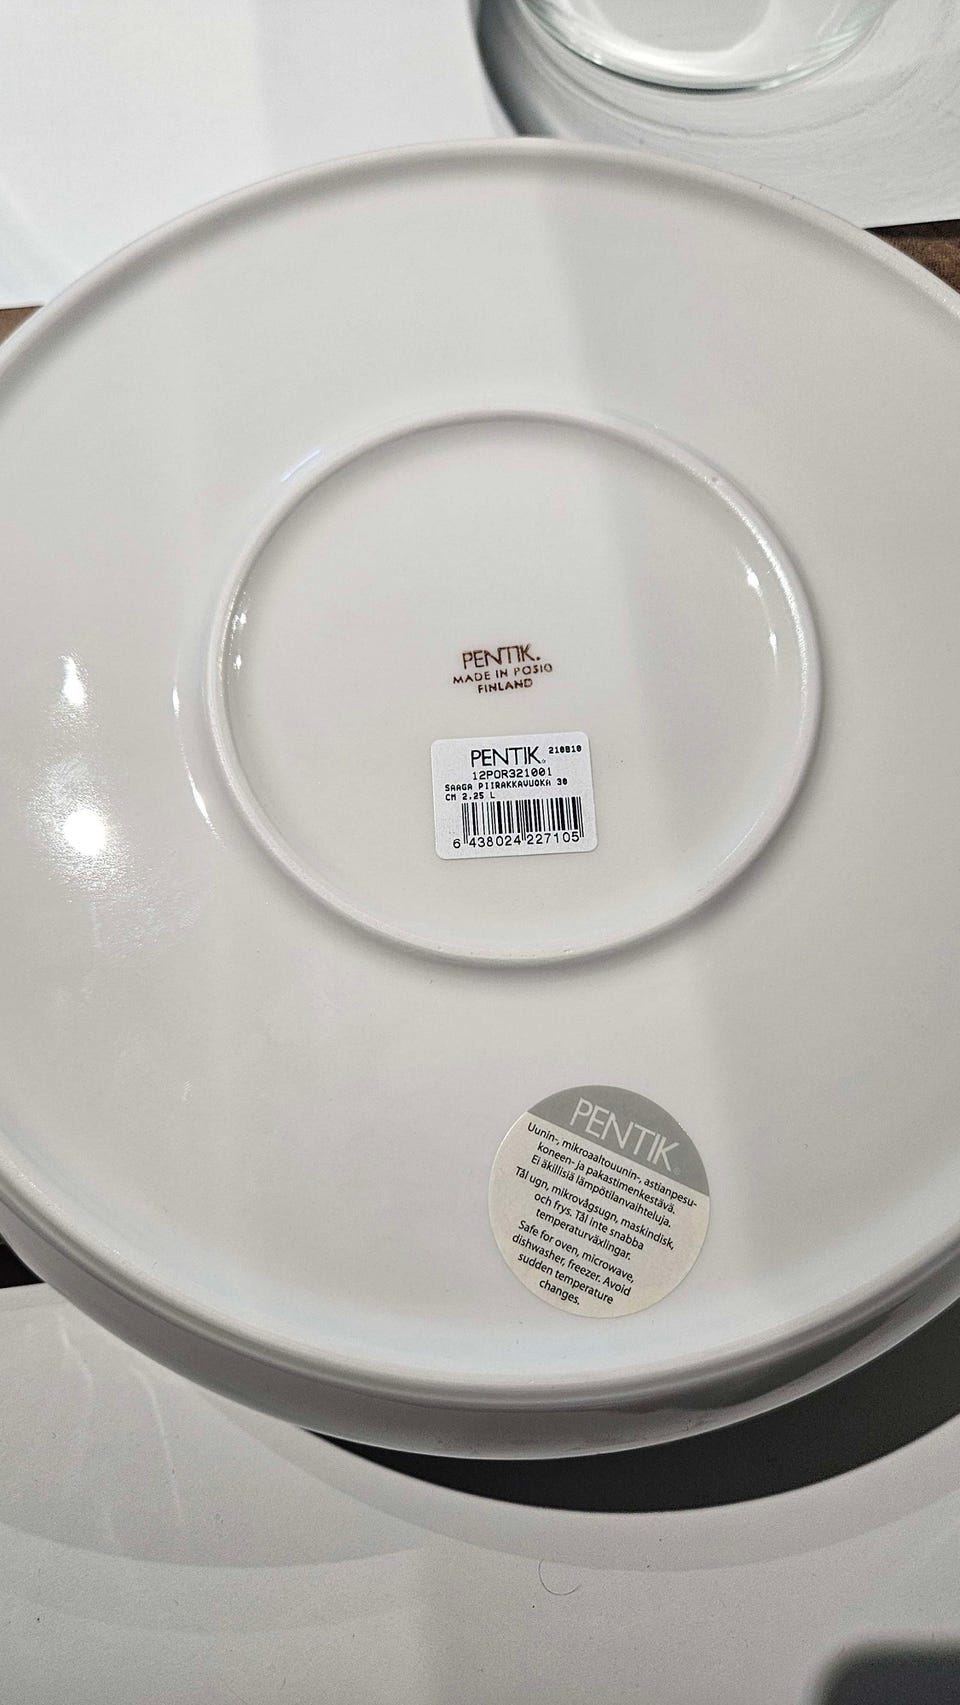 PENTIK.
MADE IN POSIO
FINLAND
PENTIK® 210810
12POR321001
SAAGA PIIRAKKAVUOKA 30
CM 2,25 L
6 438024 227105
PENTIK®
Uunin-, mikroaaltouunin-, astianpesu-
koneen- ja pakastimenkestävä.
Ei äkillisiä lämpötilanvaihteluja.
Tål ugn, mikrovågsugn, maskindisk,
och frys. Tål inte snabba
temperaturväxlingar.
Safe for oven, microwave,
dishwasher, freezer. Avoid
sudden temperature
changes.